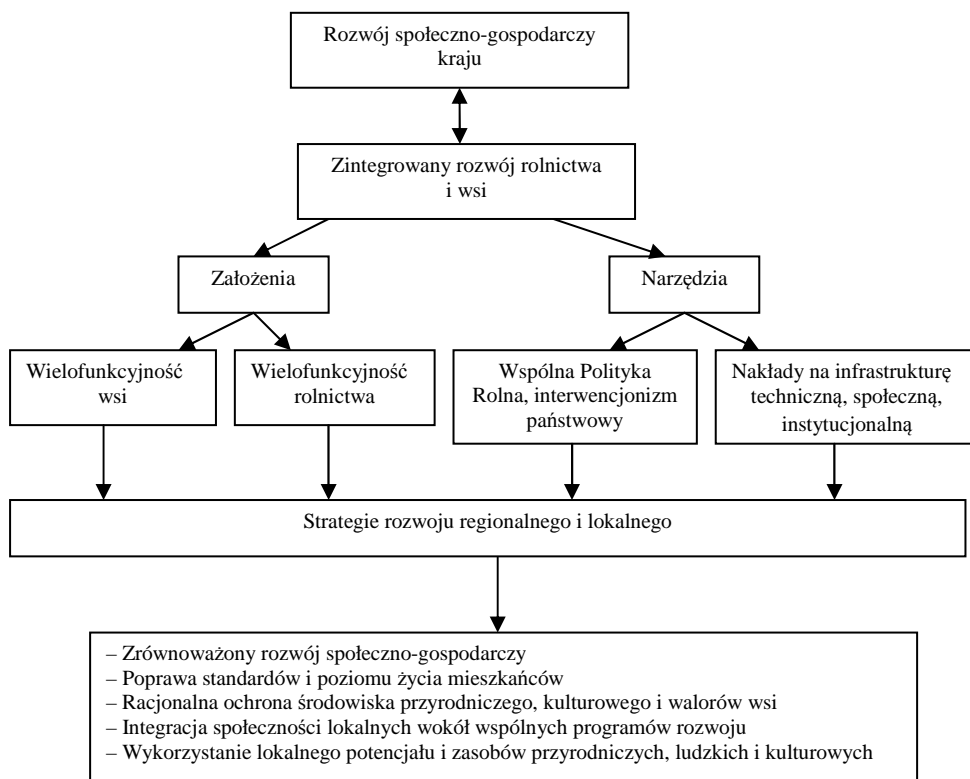 Rozwój społeczno-gospodarczy
kraju
Zintegrowany rozwój rolnictwa
i wsi
Założenia
Narzędzia
Wielofunkcyjność
wsi
Wielofunkcyjność
rolnictwa
Wspólna Polityka
Rolna, interwencjonizm
państwowy
Nakłady na infrastrukturę
techniczną, społeczną,
instytucjonalną
Strategie rozwoju regionalnego i lokalnego
– Zrównoważony rozwój społeczno-gospodarczy
– Poprawa standardów i poziomu życia mieszkańców
– Racjonalna ochrona środowiska przyrodniczego, kulturowego i walorów wsi
– Integracja społeczności lokalnych wokół wspólnych programów rozwoju
– Wykorzystanie lokalnego potencjału i zasobów przyrodniczych, ludzkich i kulturowych